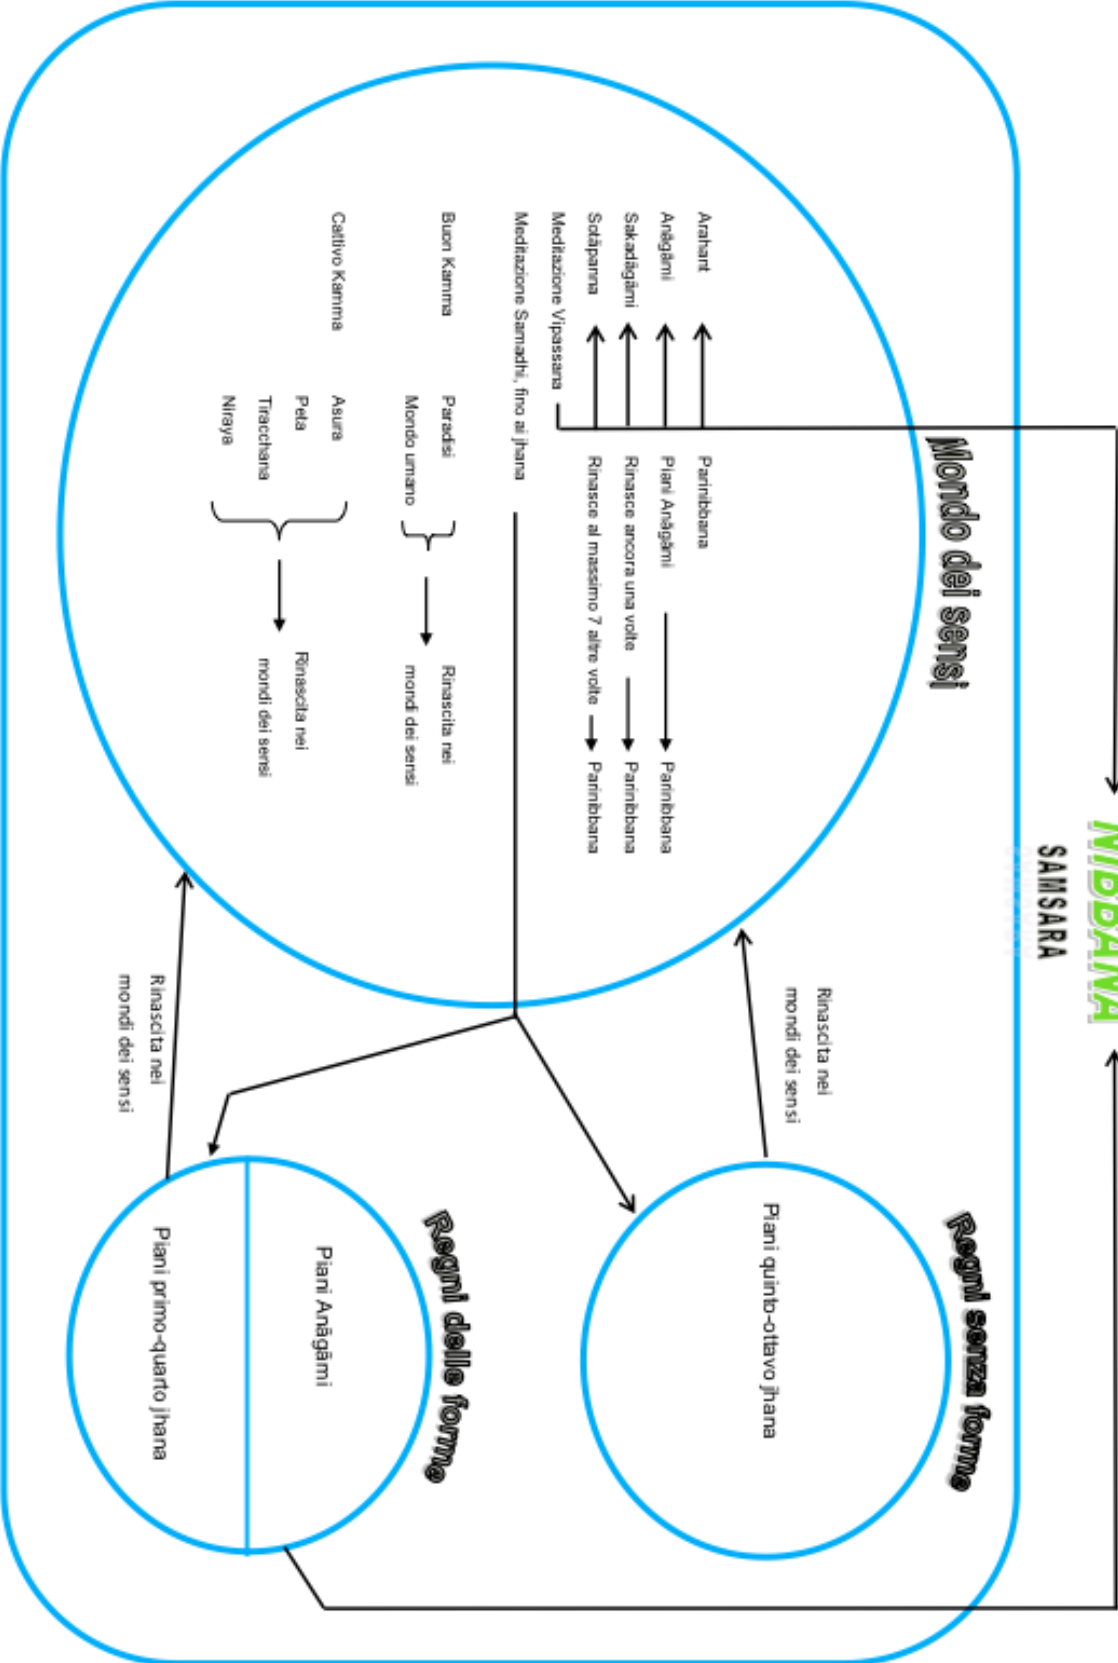 NIBBANA
SAMSARA
Mondo dei sensi
Arahant
Parinibbana
Anāgāmi
Piani Anāgāmi
Parinibbana
Sakadāgāmi
Rinasce ancora una volte
Parinibbana
Sotāpanna
Rinasce al massimo 7 altre volte
Parinibbana
Meditazione Vipassana
Meditazione Samadhi, fino ai jhana
Buon Kamma
Paradisi
Mondo umano
Rinascita nei
mondi dei sensi
Cattivo Kamma
Asura
Peta
Tiracchana
Niraya
Rinascita nei
mondi dei sensi
Rinascita nei
mondi dei sensi
Rinascita nei
mondi dei sensi
Regni senza forme
Piani quinto-ottavo jhana
Regni delle forme
Piani Anāgāmi
Piani primo-quarto jhana